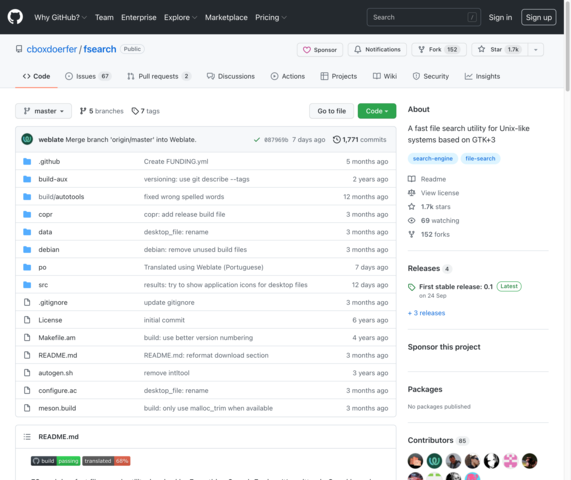 Why GitHub? Team Enterprise Explore Marketplace Pricing Search / Sign in Sign up
cboxdoerfer / fsearch Public Sponsor Notifications Fork 152 Star 1.7k
Code Issues 67 Pull requests 2 Discussions Actions Projects Wiki Security Insights
master 5 branches 7 tags Go to file Code
weblate Merge branch 'origin/master' into Weblate. 7 days ago 1,771 commits
.github Create FUNDING.yml 5 months ago
build-aux versioning: use git describe --tags 2 years ago
build/autotools fixed wrong spelled words 12 months ago
copr copr: add release build file 3 months ago
data desktop_file: rename 3 months ago
debian debian: remove unused build files 3 months ago
po Translated using Weblate (Portuguese) 7 days ago
src results: try to show application icons for desktop files 12 days ago
.gitignore update gitignore 3 months ago
License initial commit 6 years ago
Makefile.am build: use better version numbering 4 years ago
README.md README.md: reformat download section 3 months ago
autogen.sh remove intltool 3 years ago
configure.ac desktop_file: rename 3 months ago
meson.build build: only use malloc_trim when available 3 months ago
README.md
build passing translated 68%
About
A fast file search utility for Unix-like
systems based on GTK+3
search-engine file-search
Readme
View license
1.7k stars
69 watching
152 forks
Releases 4
First stable release: 0.1 Latest
on 24 Sep
+ 3 releases
Sponsor this project
Packages
No packages published
Contributors 85